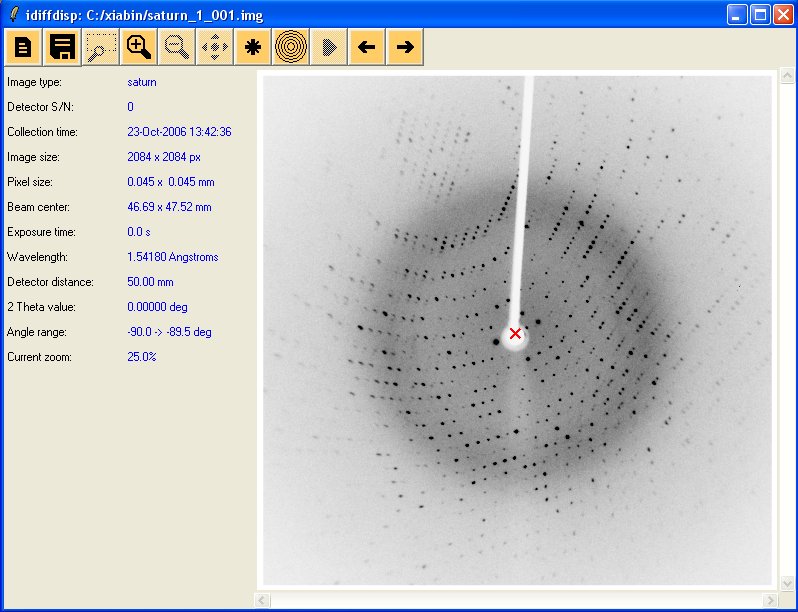 idiffdisp: C:/xiabin/saturn_1_001.img
Image type: saturn
Detector S/N: 0
Collection time: 23-Oct-2006 13:42:36
Image size: 2084 x 2084 px
Pixel size: 0.045 x  0.045 mm
Beam center: 46.69 x 47.52 mm
Exposure time: 0.0 s
Wavelength: 1.54180 Angstroms
Detector distance: 50.00 mm
2 Theta value: 0.00000 deg
Angle range: -90.0 -> -89.5 deg
Current zoom: 25.0%